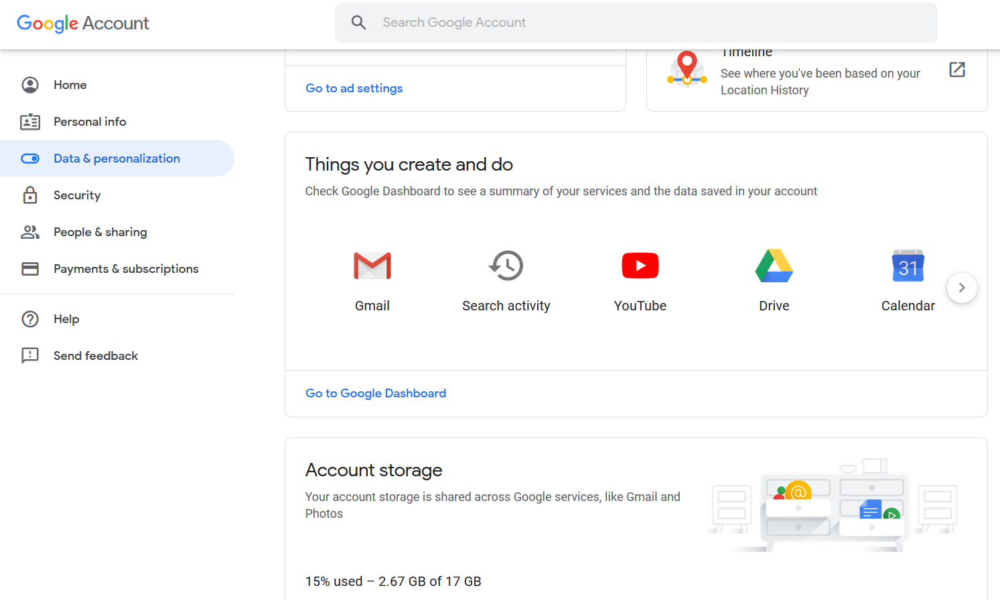 Google Account
Search Google Account
Home
Personal info
Data & personalization
Security
People & sharing
Payments & subscriptions
Help
Send feedback
Go to ad settings
Timeline
See where you've been based on your
Location History
Things you create and do
Check Google Dashboard to see a summary of your services and the data saved in your account
Gmail
Search activity
YouTube
Drive
31
Calendar
Go to Google Dashboard
Account storage
Your account storage is shared across Google services, like Gmail and
Photos
@
15% used – 2.67 GB of 17 GB